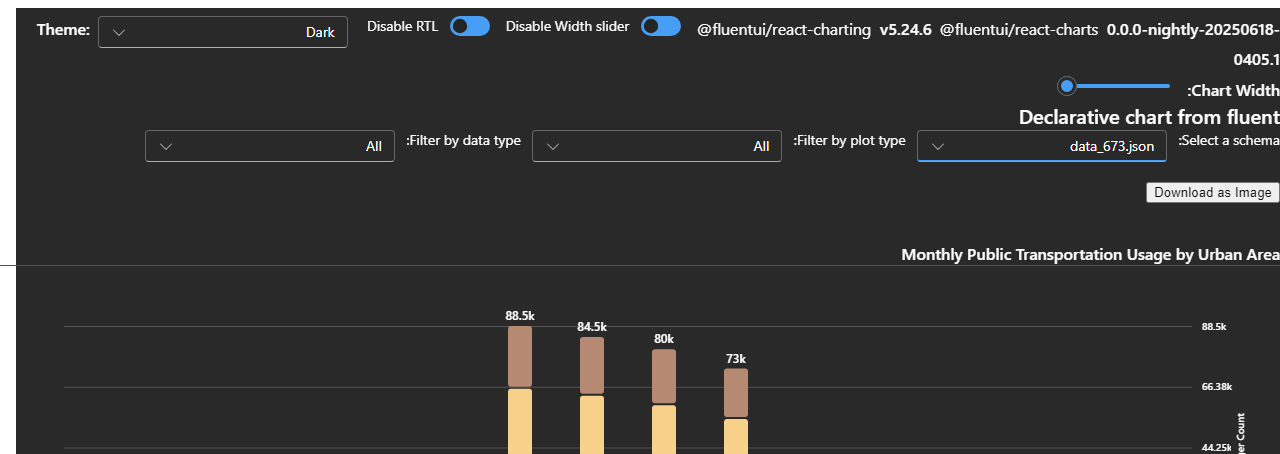 Theme:
Dark
Disable RTL
Disable Width slider
@fluentui/react-charting v5.24.6 @fluentui/react-charts 0.0.0-nightly-20250618-
0405.1
:Chart Width
Declarative chart from fluent
:Select a schema
data_673.json
:Filter by plot type
All
:Filter by data type
All
Download as Image
Monthly Public Transportation Usage by Urban Area
88.5k
84.5k
80k
73k
88.5k
66.38k
44.25k
Count